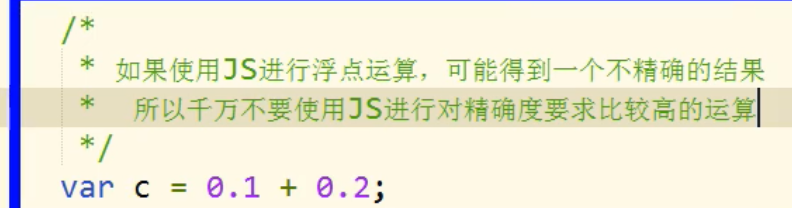 /*
* 如果使用JS进行浮点运算，可能得到一个不精确的结果
* 所以千万不要使用JS进行对精确度要求比较高的运算
*/
var c = 0.1 + 0.2;